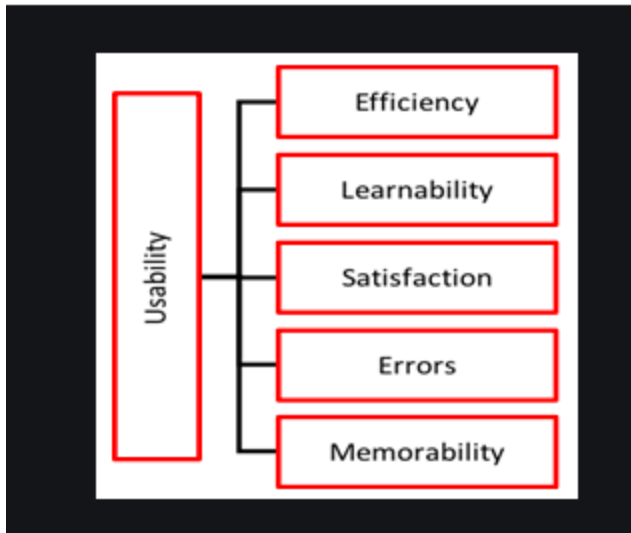 Usability
Efficiency
Learnability
Satisfaction
Errors
Memorability